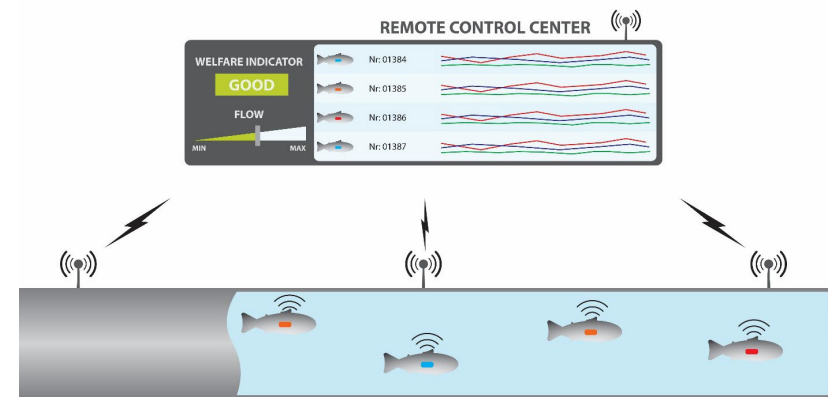 REMOTE CONTROL CENTER
WELFARE INDICATOR
GOOD
FLOW
MIN MAX
Nr: 01384
Nr: 01385
Nr: 01386
Nr: 01387